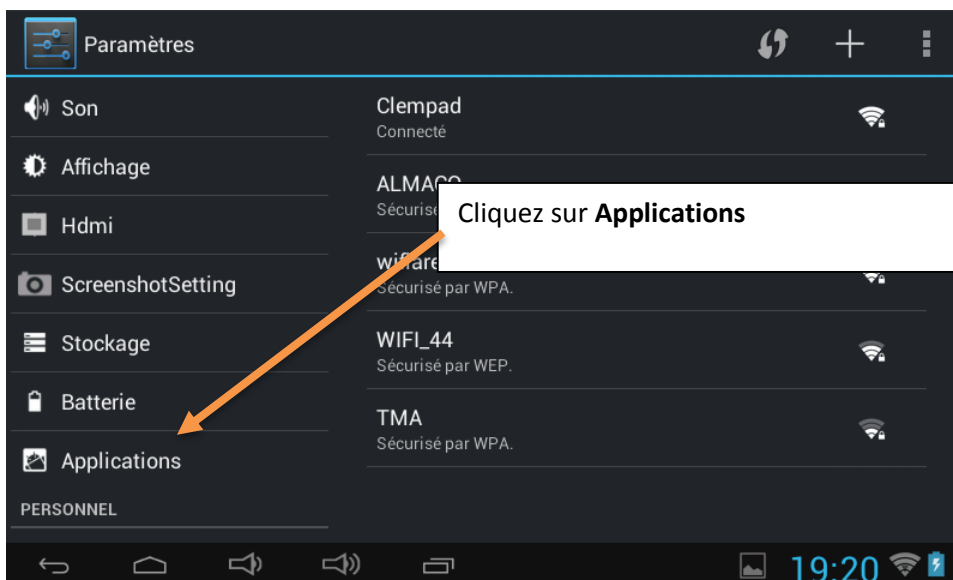 Paramètres
Son
Affichage
Hdmi
ScreenshotSetting
Stockage
Batterie
Applications
PERSONNEL
Clempad
Connecté
Cliquez sur Applications
Sécurisé par WPA.
WIFI_44
Sécurisé par WEP.
TMA
Sécurisé par WPA.
19:20